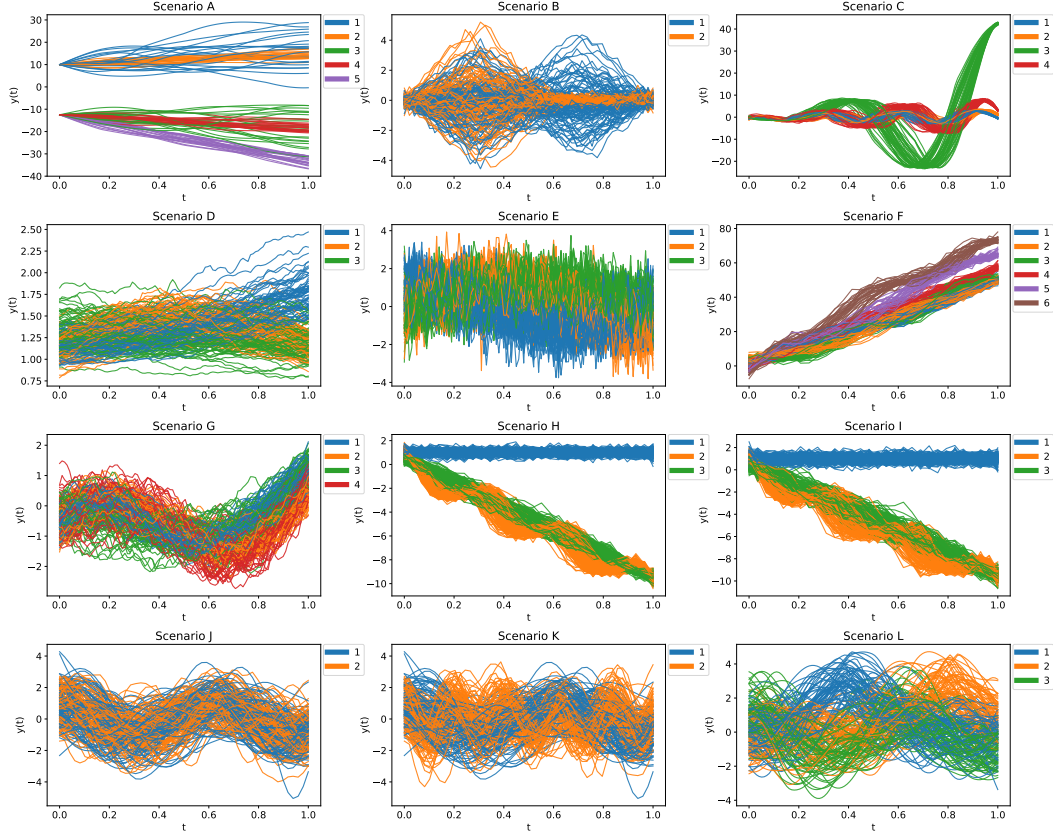 Scenario A
30
20
10
0
−10
−20
−30
−40
y(t)
0.0 0.2 0.4 0.6 0.8 1.0
t
1
2
3
4
5
Scenario B
4
2
0
−2
−4
y(t)
0.0 0.2 0.4 0.6 0.8 1.0
t
1
2
Scenario C
40
30
20
10
0
−10
−20
y(t)
0.0 0.2 0.4 0.6 0.8 1.0
t
1
2
3
4
Scenario D
2.50
2.25
2.00
1.75
1.50
1.25
1.00
0.75
y(t)
0.0 0.2 0.4 0.6 0.8 1.0
t
1
2
3
Scenario E
4
2
0
−2
−4
y(t)
0.0 0.2 0.4 0.6 0.8 1.0
t
1
2
3
Scenario F
80
60
40
20
0
y(t)
0.0 0.2 0.4 0.6 0.8 1.0
t
1
2
3
4
5
6
Scenario G
2
1
0
−1
−2
y(t)
0.0 0.2 0.4 0.6 0.8 1.0
t
1
2
3
4
Scenario H
2
0
−2
−4
−6
−8
−10
y(t)
0.0 0.2 0.4 0.6 0.8 1.0
t
1
2
3
Scenario I
2
0
−2
−4
−6
−8
−10
y(t)
0.0 0.2 0.4 0.6 0.8 1.0
t
1
2
3
Scenario J
4
2
0
−2
−4
y(t)
0.0 0.2 0.4 0.6 0.8 1.0
t
1
2
Scenario K
4
2
0
−2
−4
y(t)
0.0 0.2 0.4 0.6 0.8 1.0
t
1
2
Scenario L
4
2
0
−2
−4
y(t)
0.0 0.2 0.4 0.6 0.8 1.0
t
1
2
3